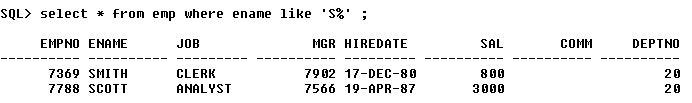 SQL> select * from emp where ename like 'S%' ;
EMPNO ENAME JOB MGR HIREDATE SAL COMM DEPTNO
---------- ---------- --------- ---------- --------- ---------- ---------- ----------
7369 SMITH CLERK 7902 17-DEC-80 800 20
7788 SCOTT ANALYST 7566 19-APR-87 3000 20